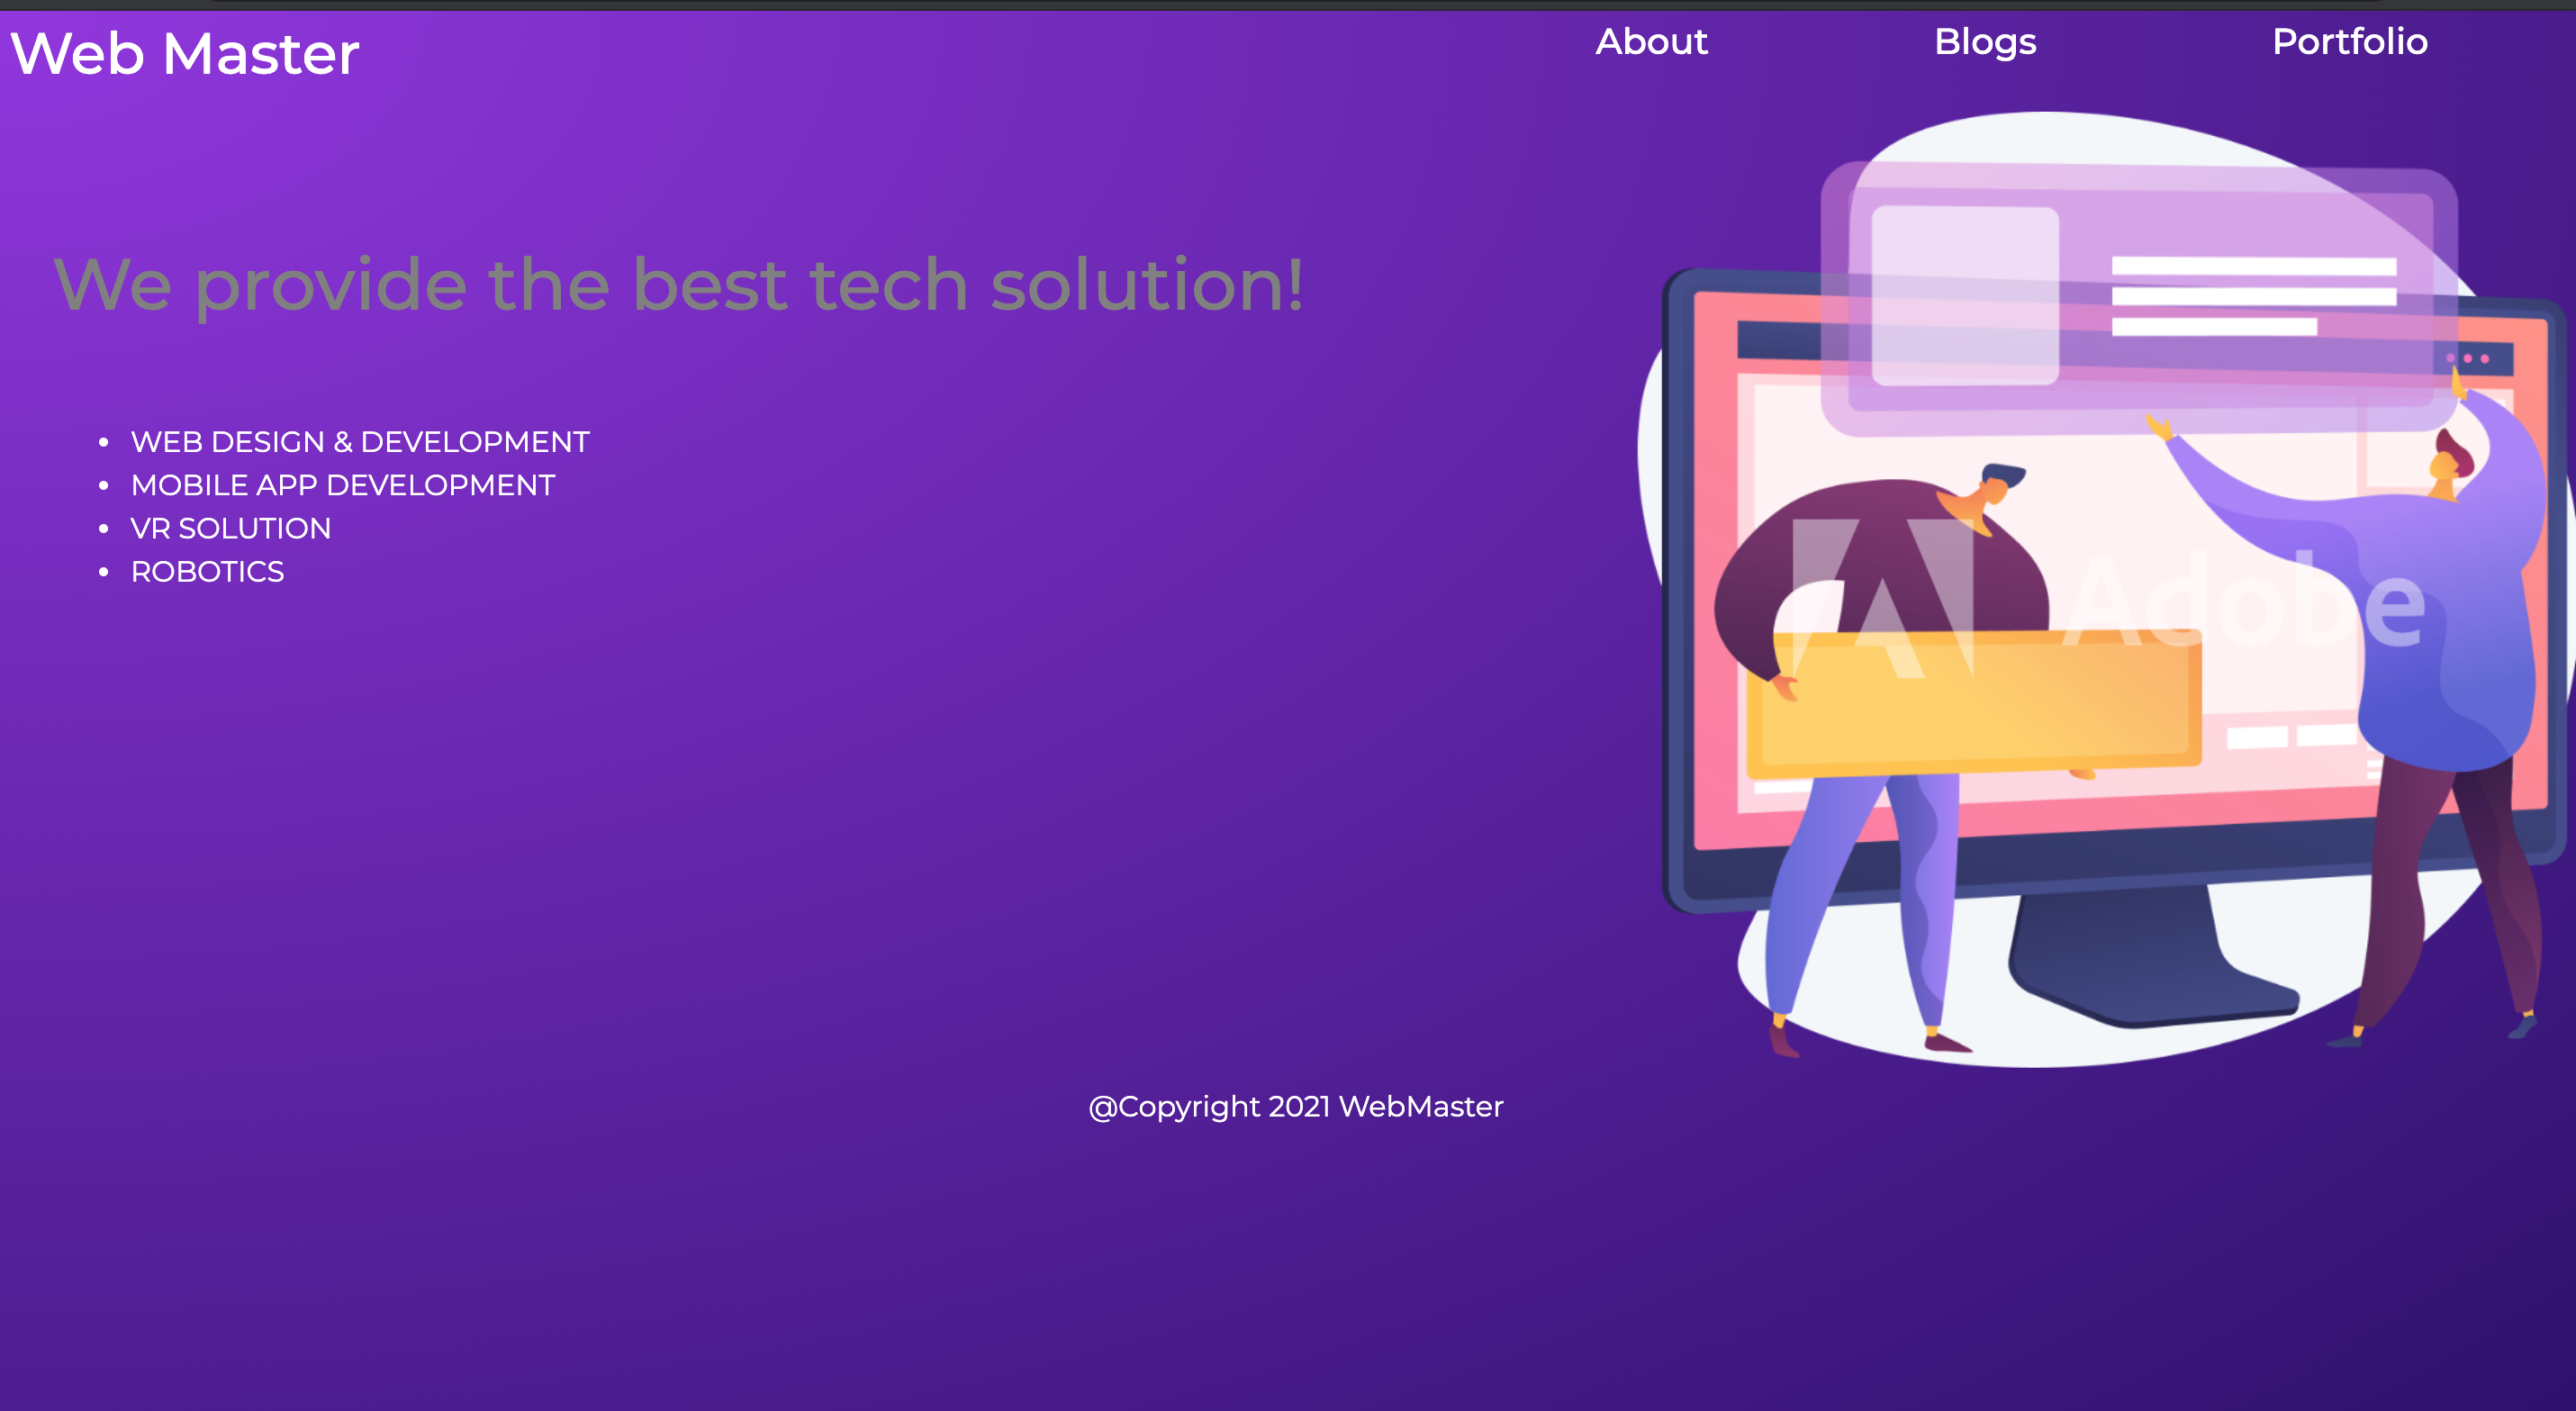 Web Master
About
Blogs
Portfolio
We provide the best tech solution!
• WEB DESIGN & DEVELOPMENT
• MOBILE APP DEVELOPMENT
• VR SOLUTION
• ROBOTICS
Adobe
@Copyright 2021 WebMaster